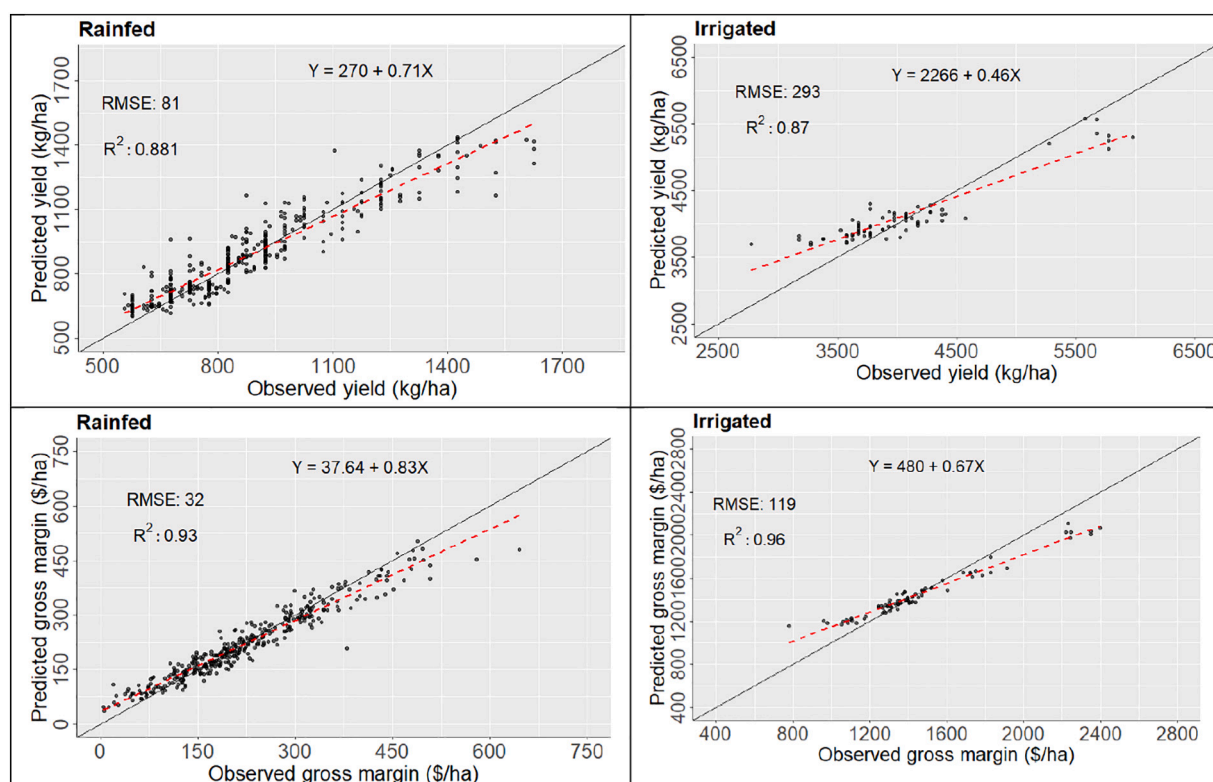 Rainfed
Y = 270 + 0.71X
RMSE: 81
R²: 0.881
Predicted yield (kg/ha)
500 800 1100 1400 1700
500 800 1100 1400 1700
Observed yield (kg/ha)
Irrigated
Y = 2266 + 0.46X
RMSE: 293
R²: 0.87
Predicted yield (kg/ha)
2500 3500 4500 5500 6500
2500 3500 4500 5500 6500
Observed yield (kg/ha)
Rainfed
Y = 37.64 + 0.83X
RMSE: 32
R²: 0.93
Predicted gross margin ($/ha)
0 150 300 450 600 750
0 150 300 450 600 750
Observed gross margin ($/ha)
Irrigated
Y = 480 + 0.67X
RMSE: 119
R²: 0.96
Predicted gross margin ($/ha)
400 800 1200 1600 2000 2400 2800
400 800 1200 1600 2000 2400 2800
Observed gross margin ($/ha)